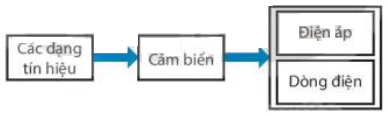 Các dạng
tín hiệu
Cảm biến
Điện áp
Dòng điện